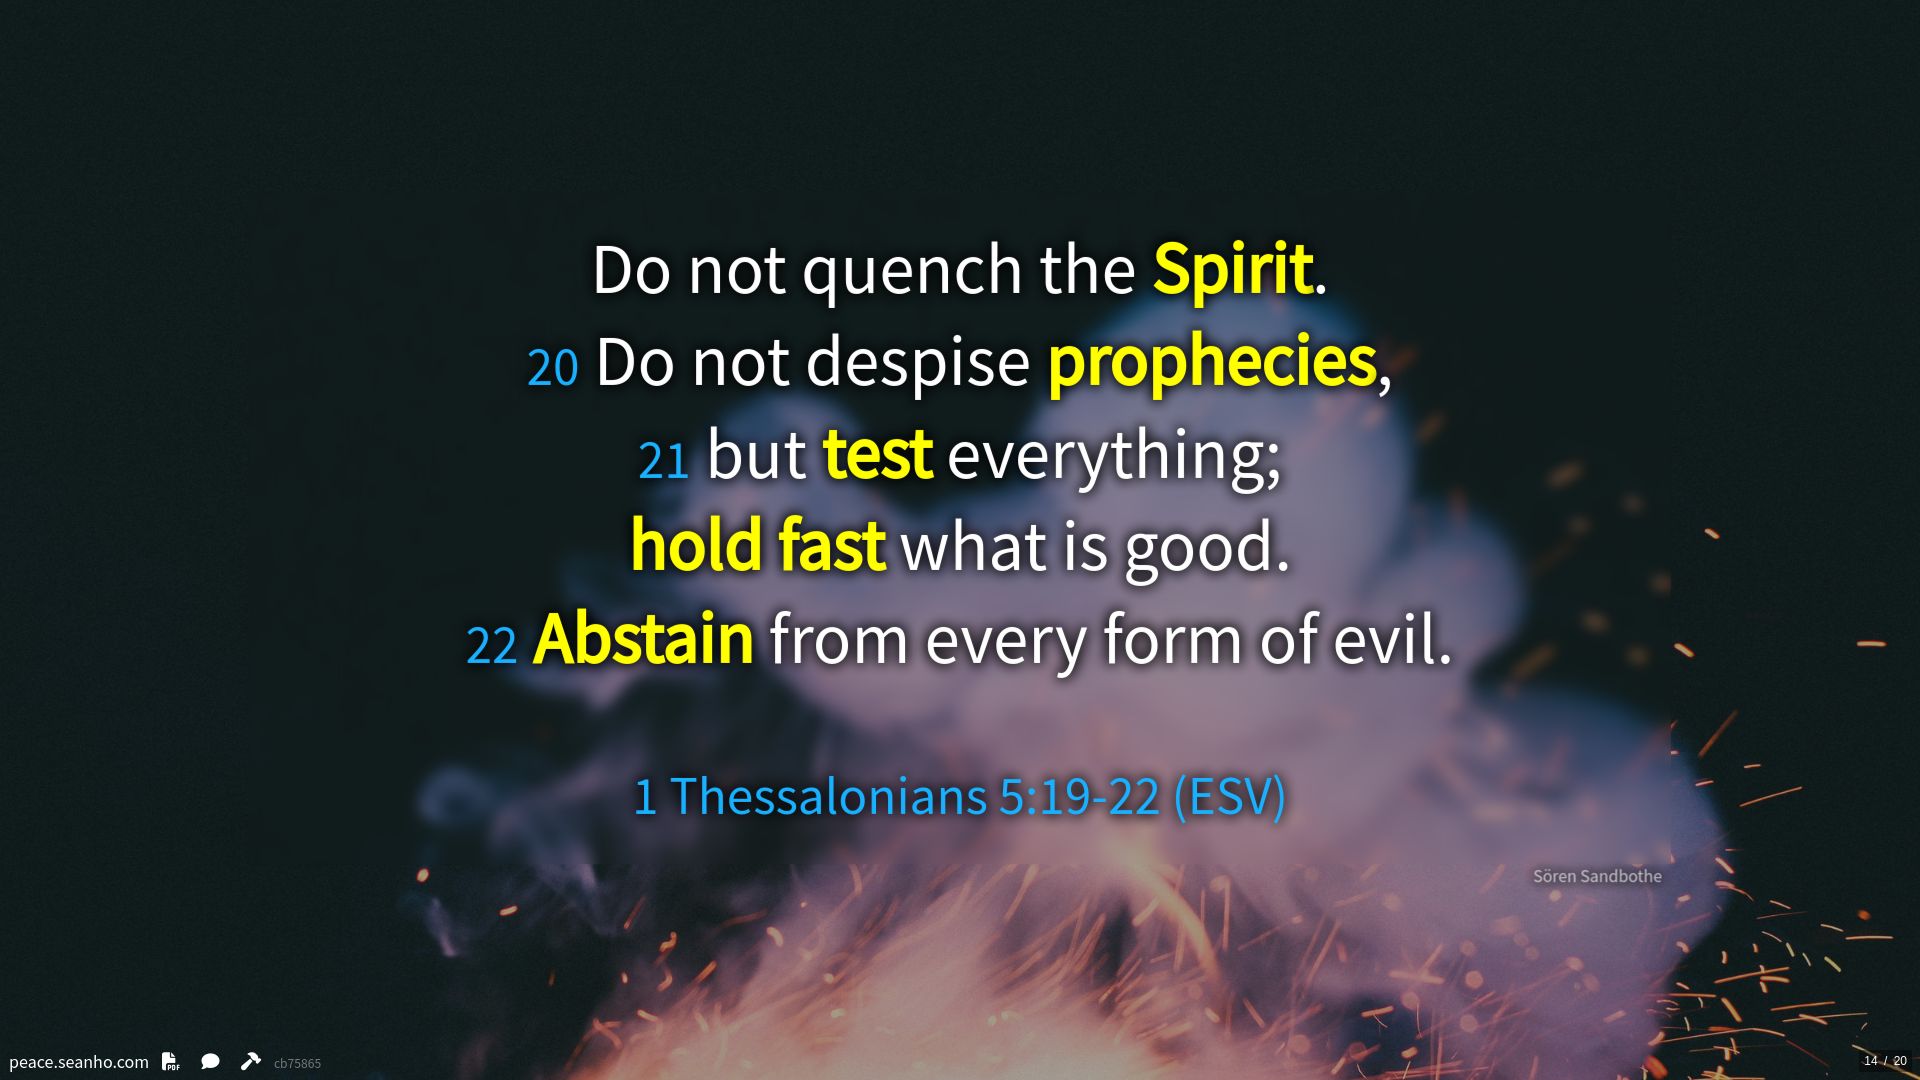 Do not quench the Spirit.
20 Do not despise prophecies,
21 but test everything;
hold fast what is good.
22 Abstain from every form of evil.
1 Thessalonians 5:19-22 (ESV)
Sören Sandbothe
peace.seanho.com PDF cb75865
14 / 20